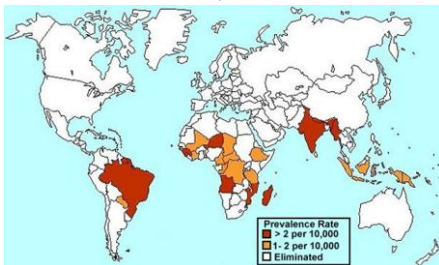 Prevalence Rate
> 2 per 10,000
1- 2 per 10,000
Eliminated